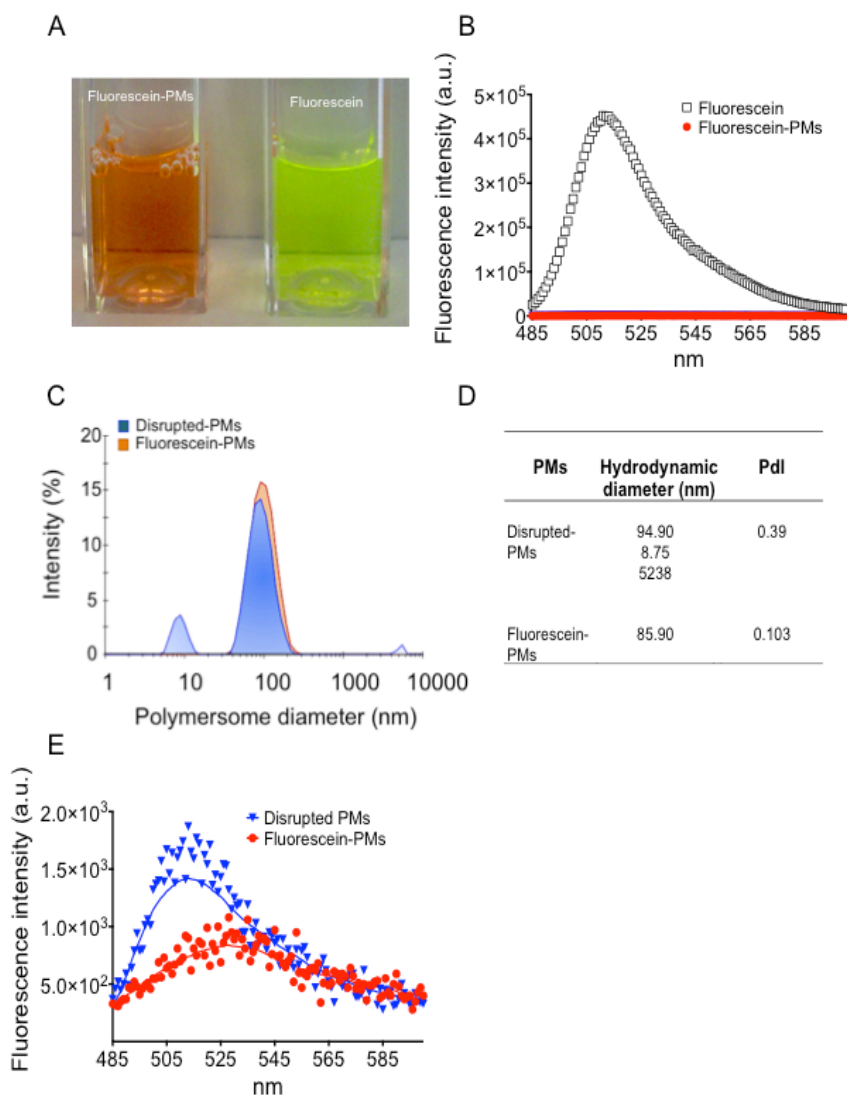 A
Fluorescein-PMs
Fluorescein
B
Fluorescence intensity (a.u.)
5×10⁵
4×10⁵
3×10⁵
2×10⁵
1×10⁵
0
485 505 525 545 565 585
nm
Fluorescein
Fluorescein-PMs
C
Disrupted-PMs
Fluorescein-PMs
Intensity (%)
20
15
10
5
0
1 10 100 1000 10000
Polymersome diameter (nm)
D
PMs Hydrodynamic PdI
diameter (nm)
Disrupted- 94.90 0.39
PMs 8.75
5238
Fluorescein- 85.90 0.103
PMs
E
Fluorescence intensity (a.u.)
2.0×10³
1.5×10³
1.0×10³
5.0×10²
485 505 525 545 565 585
nm
Disrupted PMs
Fluorescein-PMs